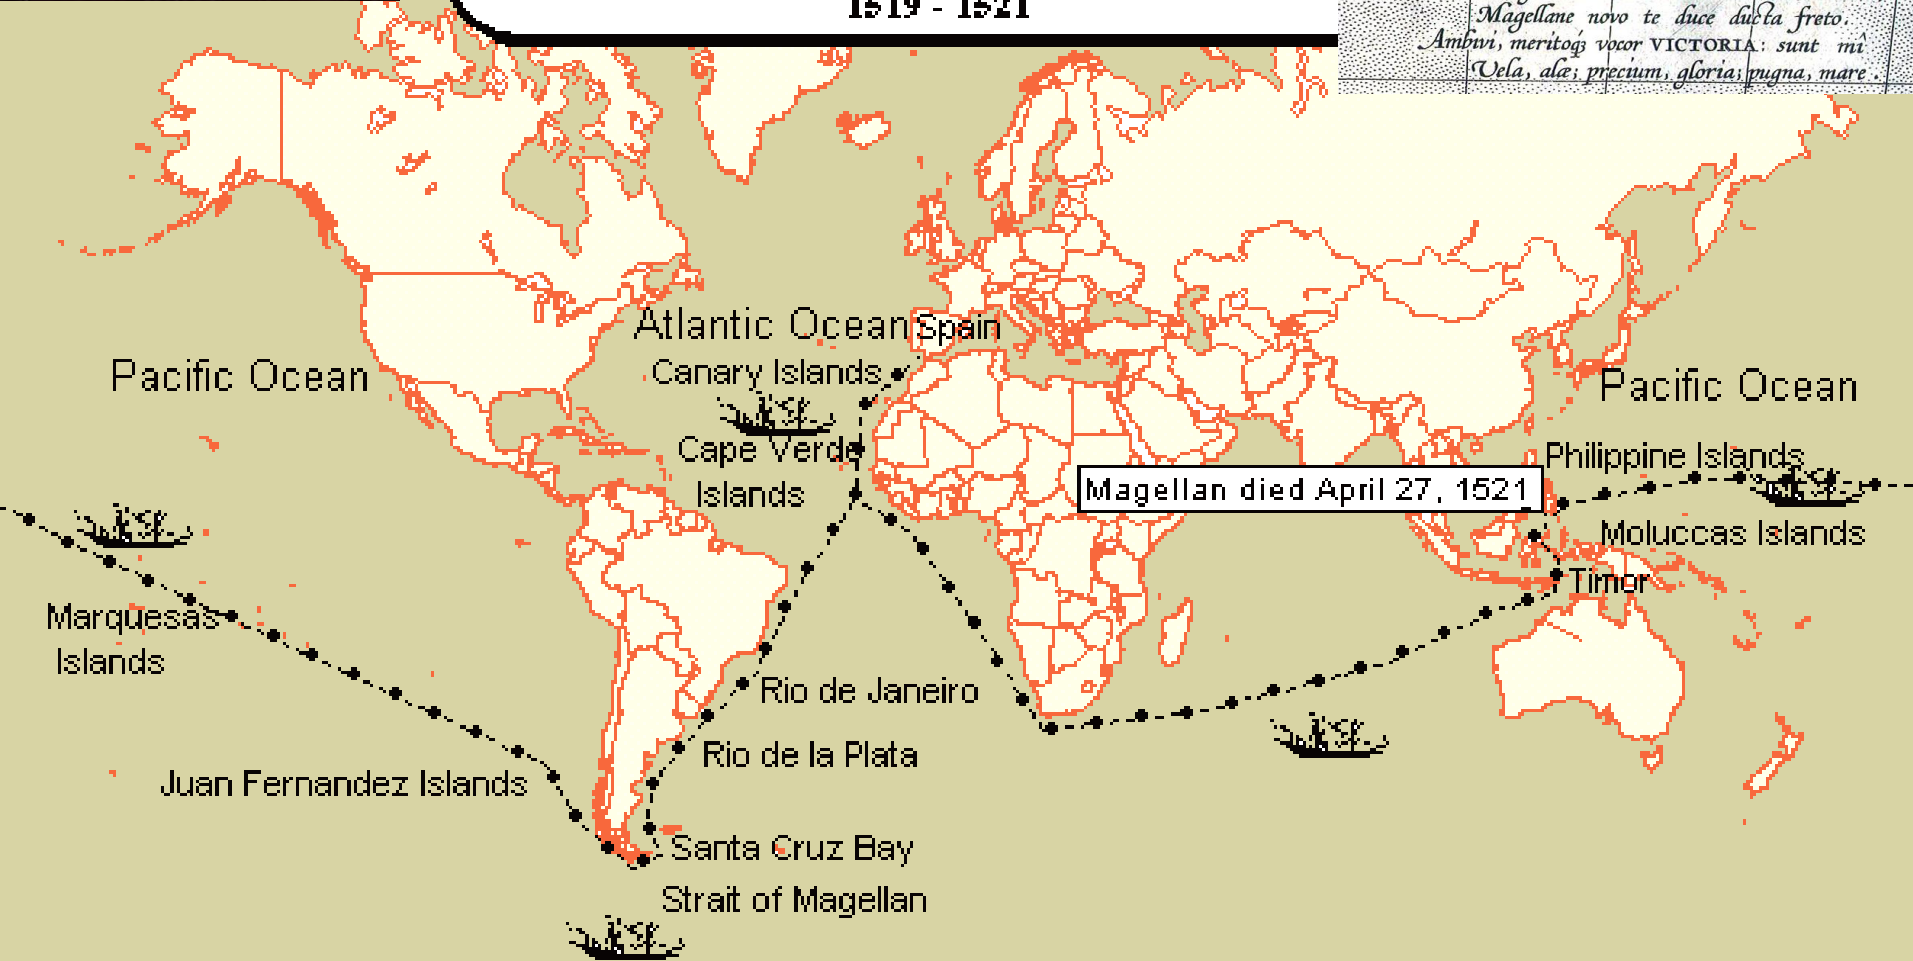 1519 - 1521
Magellane novo te duce ducta freto.
Ambivi, meritoqꝫ vocor VICTORIA: sunt mî
Vela, alæ; precium, gloria; pugna, mare.
Atlantic Ocean
Spain
Pacific Ocean
Canary Islands
Pacific Ocean
Cape Verde
Islands
Philippine Islands
Magellan died April 27, 1521
Moluccas Islands
Timor
Marquesas
Islands
Rio de Janeiro
Rio de la Plata
Juan Fernandez Islands
Santa Cruz Bay
Strait of Magellan